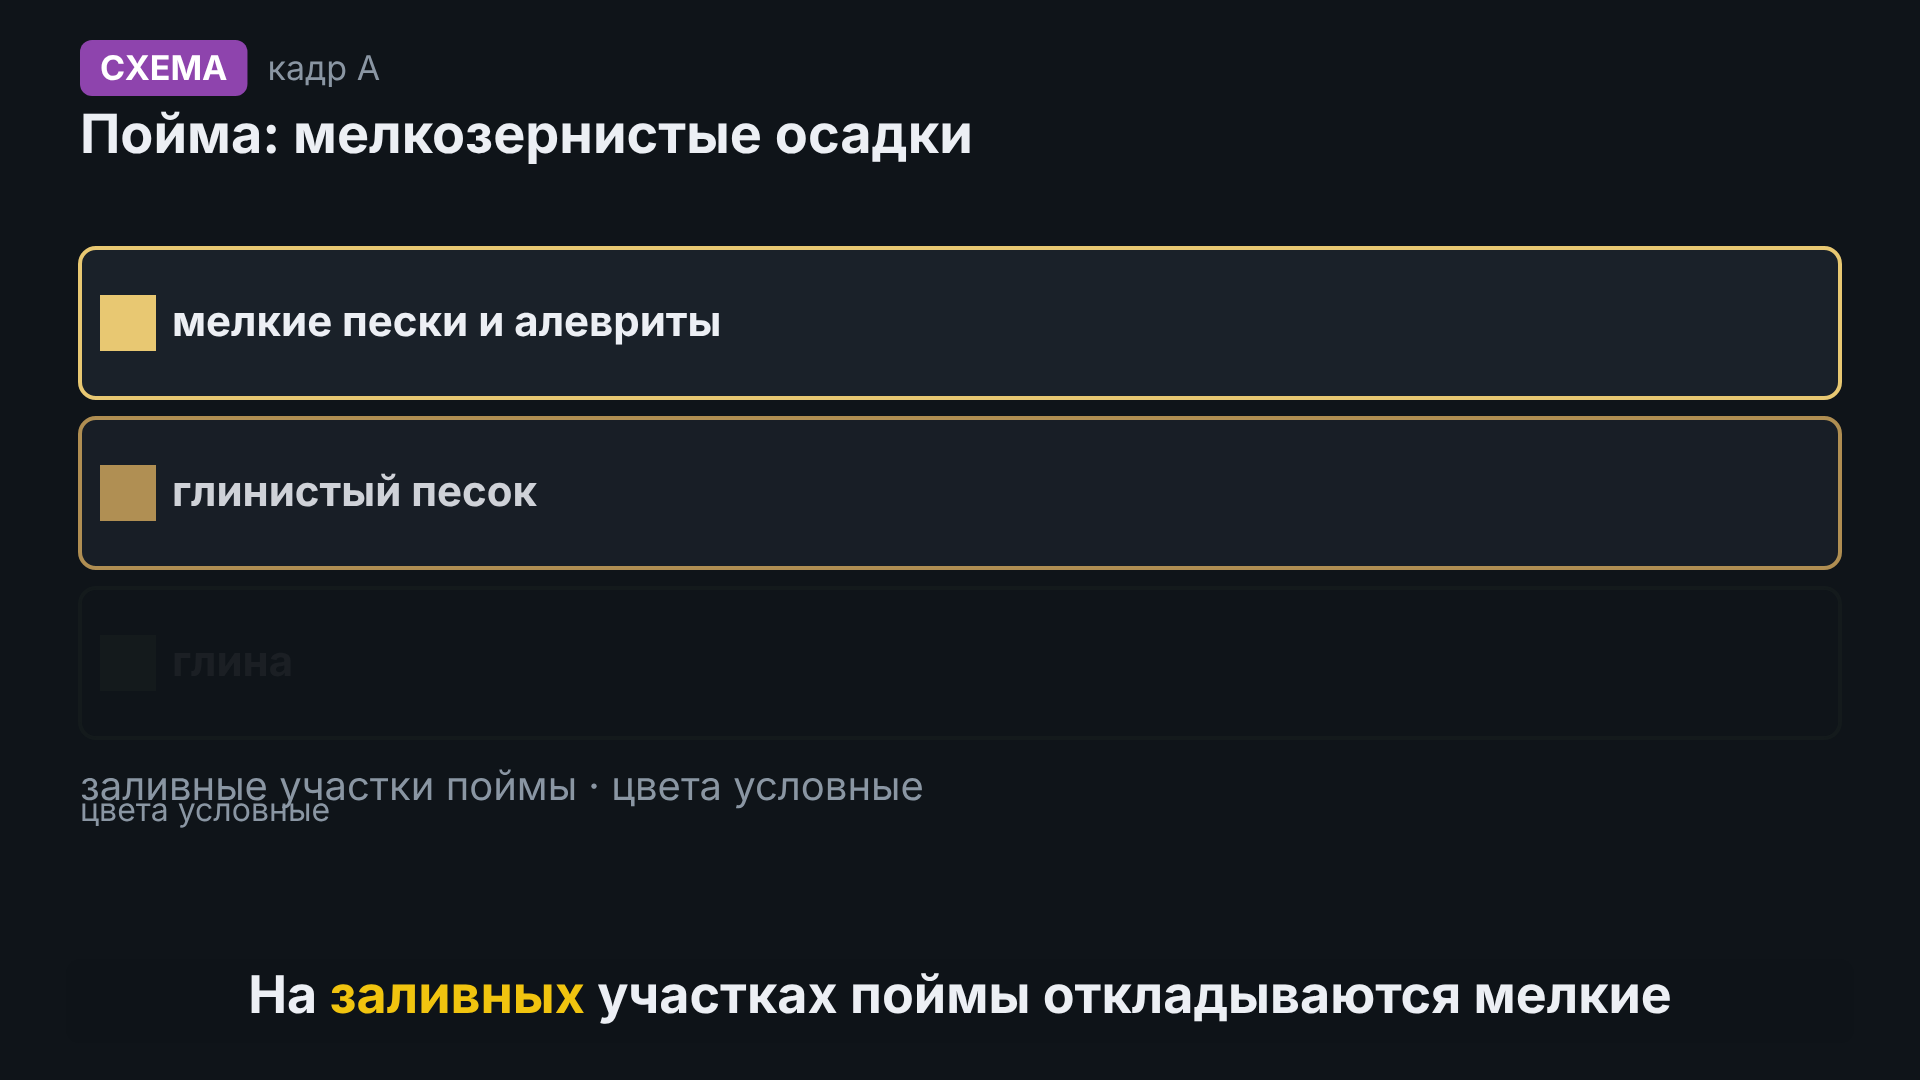 СХЕМА кадр А
Пойма: мелкозернистые осадки
мелкие пески и алевриты
глинистый песок
глина
заливные участки поймы · цвета условные
цвета условные
На заливных участках поймы откладываются мелкие